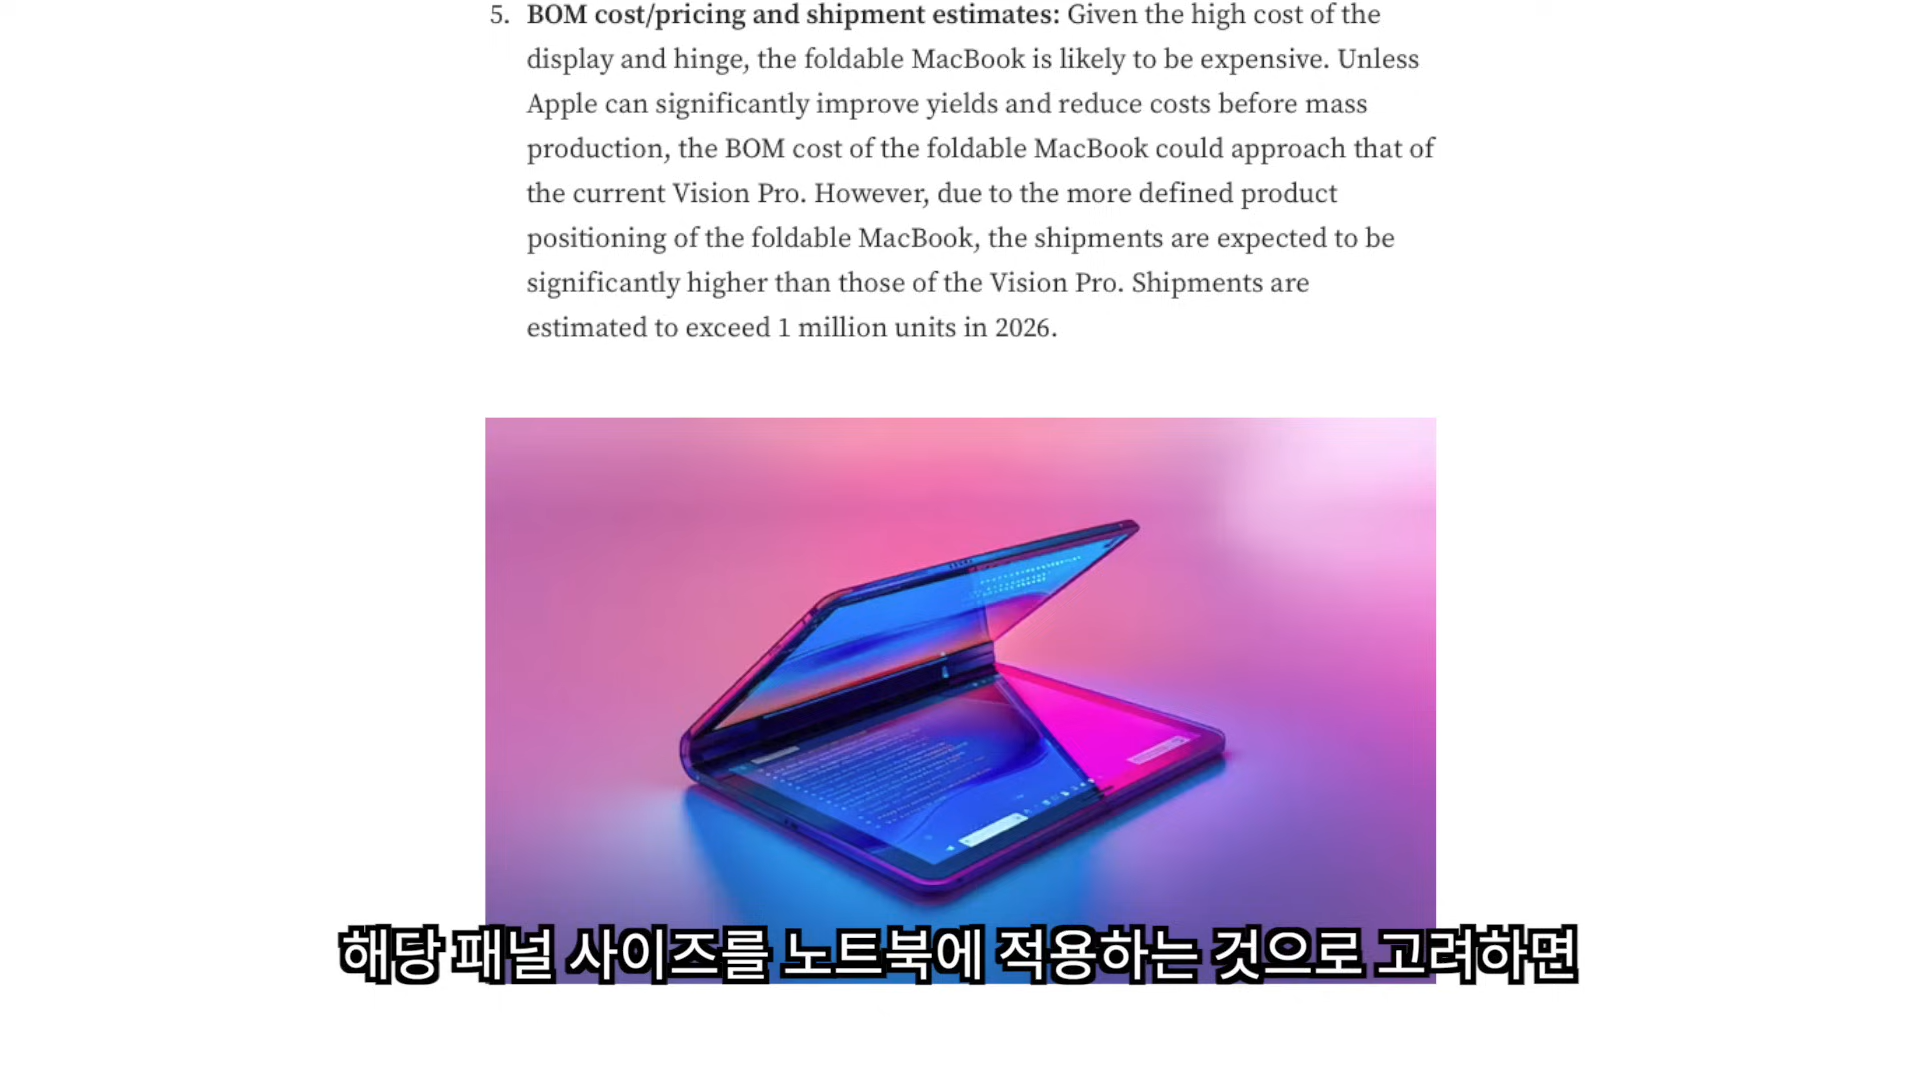 5. BOM cost/pricing and shipment estimates: Given the high cost of the
display and hinge, the foldable MacBook is likely to be expensive. Unless
Apple can significantly improve yields and reduce costs before mass
production, the BOM cost of the foldable MacBook could approach that of
the current Vision Pro. However, due to the more defined product
positioning of the foldable MacBook, the shipments are expected to be
significantly higher than those of the Vision Pro. Shipments are
estimated to exceed 1 million units in 2026.
해당 패널 사이즈를 노트북에 적용하는 것으로 고려하면